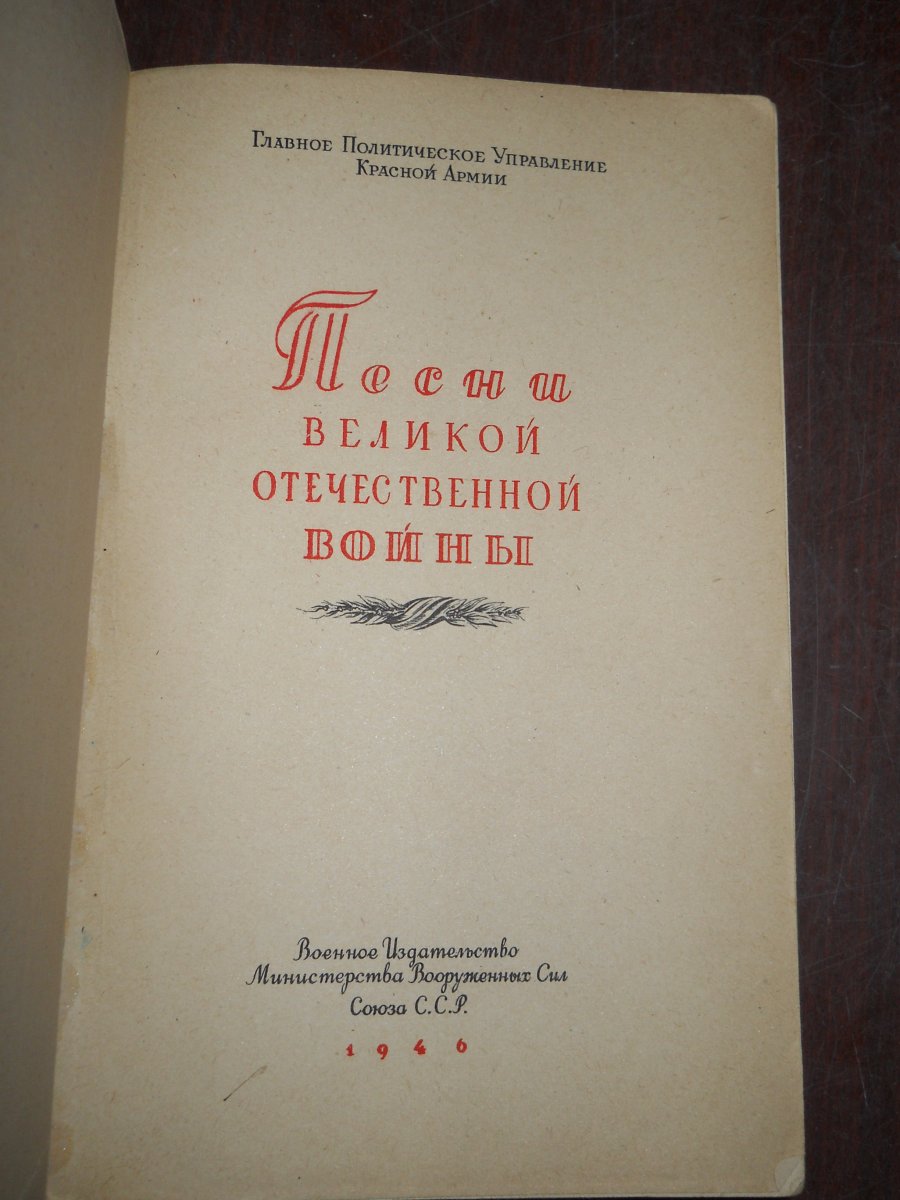 Главное Политическое Управление
Красной Армии
Песни
ВЕЛИКОЙ
ОТЕЧЕСТВЕННОЙ
ВОЙНЫ
Военное Издательство
Министерства Вооруженных Сил
Союза С.С.Р.
1946